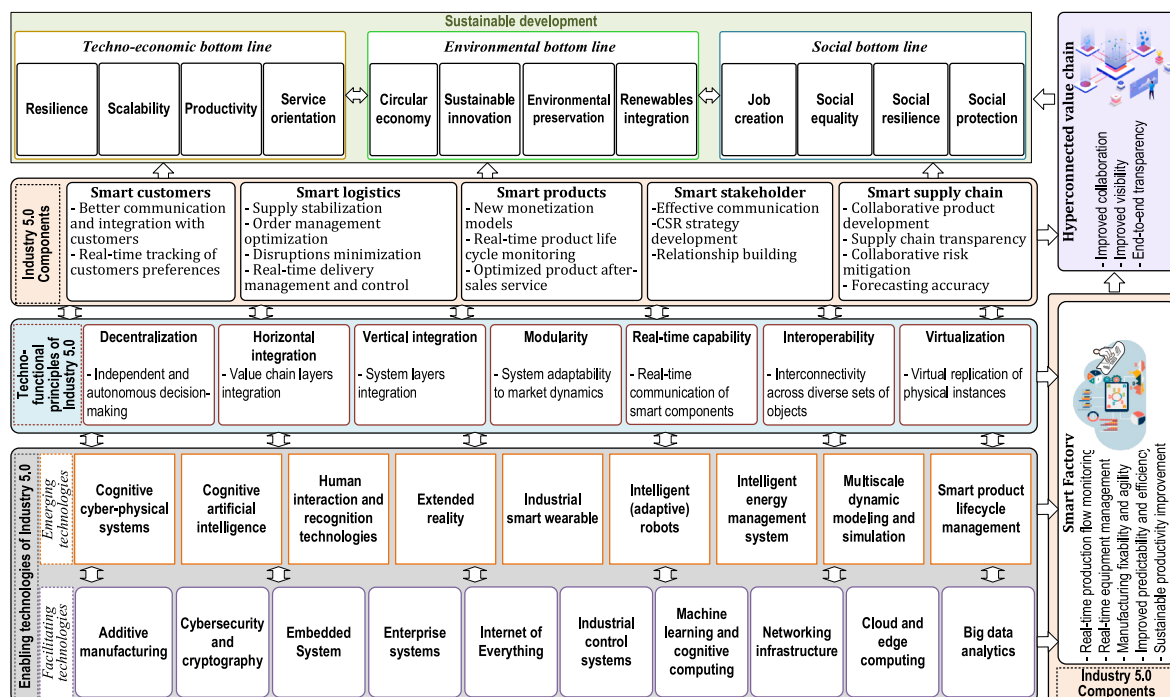 Sustainable development
Techno-economic bottom line
Resilience
Scalability
Productivity
Service
orientation
Environmental bottom line
Circular
economy
Sustainable
innovation
Environmental
preservation
Renewables
integration
Social bottom line
Job
creation
Social
equality
Social
resilience
Social
protection
Hyperconnected value chain
- Improved collaboration
- Improved visibility
- End-to-end transparency
Industry 5.0
Components
Smart customers
- Better communication
and integration with
customers
- Real-time tracking of
customers preferences
Smart logistics
- Supply stabilization
- Order management
optimization
- Disruptions minimization
- Real-time delivery
management and control
Smart products
- New monetization
models
- Real-time product life
cycle monitoring
- Optimized product after-
sales service
Smart stakeholder
-Effective communication
-CSR strategy
development
-Relationship building
Smart supply chain
- Collaborative product
development
- Supply chain transparency
- Collaborative risk
mitigation
- Forecasting accuracy
Techno-
functional
principles of
Industry 5.0
Decentralization
- Independent and
autonomous decision-
making
Horizontal
integration
- Value chain layers
integration
Vertical integration
- System layers
integration
Modularity
- System adaptability
to market dynamics
Real-time capability
- Real-time
communication of
smart components
Interoperability
- Interconnectivity
across diverse sets of
objects
Virtualization
- Virtual replication of
physical instances
Enabling technologies of Industry 5.0
Emerging
technologies
Cognitive
cyber-physical
systems
Cognitive
artificial
intelligence
Human
interaction and
recognition
technologies
Extended
reality
Industrial
smart wearable
Intelligent
(adaptive)
robots
Intelligent
energy
management
system
Multiscale
dynamic
modeling and
simulation
Smart product
lifecycle
management
Facilitating
technologies
Additive
manufacturing
Cybersecurity
and
cryptography
Embedded
System
Enterprise
systems
Internet of
Everything
Industrial
control
systems
Machine
learning and
cognitive
computing
Networking
infrastructure
Cloud and
edge
computing
Big data
analytics
Smart Factory
- Real-time production flow monitoring
- Real-time equipment management
- Manufacturing fixability and agility
- Improved predictability and efficiency
- Sustainable productivity improvement
Industry 5.0
Components